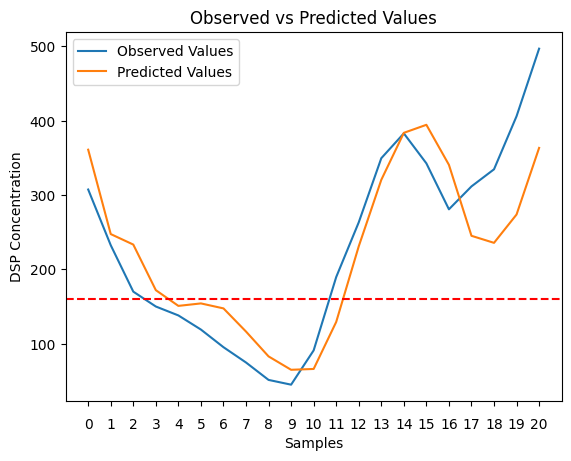 Observed vs Predicted Values
Observed Values
Predicted Values
DSP Concentration
500
400
300
200
100
0 1 2 3 4 5 6 7 8 9 10 11 12 13 14 15 16 17 18 19 20
Samples